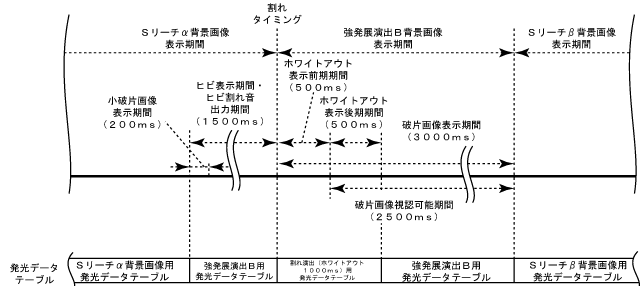 割れ
タイミング
Ｓリーチα背景画像
表示期間
強発展演出Ｂ背景画像
表示期間
Ｓリーチβ背景画像
表示期間
ホワイトアウト
表示前期期間
（５００ｍｓ）
ヒビ表示期間・
ヒビ割れ音
出力期間
（１５００ｍｓ）
小破片画像
表示期間
（２００ｍｓ）
ホワイトアウト
表示後期期間
（５００ｍｓ）
破片画像表示期間
（３０００ｍｓ）
破片画像視認可能期間
（２５００ｍｓ）
発光データ
テーブル
Ｓリーチα背景画像用
発光データテーブル
強発展演出Ｂ用
発光データテーブル
割れ演出（ホワイトアウト
１０００ｍｓ）用
発光データテーブル
強発展演出Ｂ用
発光データテーブル
Ｓリーチβ背景画像用
発光データテーブル